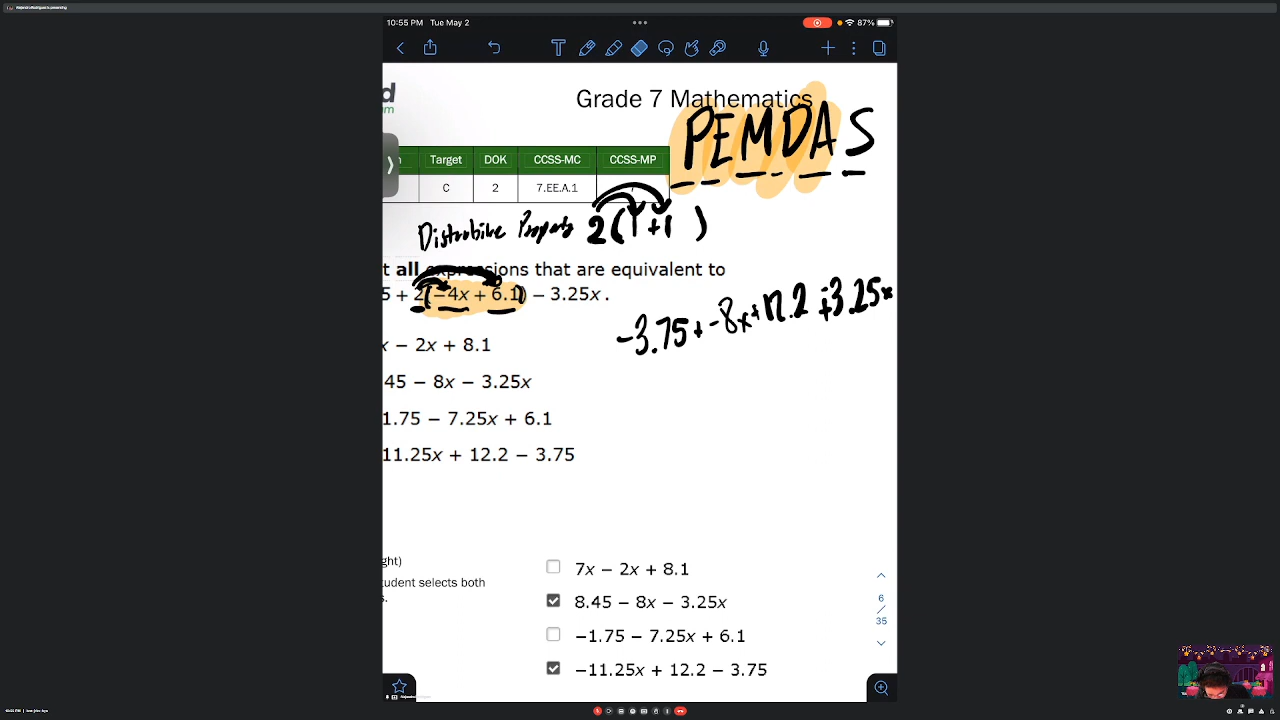 10:55 PM Tue May 2
87%
d
m
Grade 7 Mathematics
PEMDAS
Target DOK CCSS-MC CCSS-MP
C 2 7.EE.A.1
2(1+1)
t all expressions that are equivalent to
5 + 2(−4x + 6.1) − 3.25x.
-3.75+-8x+12.2+-3.25x
x − 2x + 8.1
45 − 8x − 3.25x
1.75 − 7.25x + 6.1
11.25x + 12.2 − 3.75
ght)
tudent selects both
s.
7x − 2x + 8.1
8.45 − 8x − 3.25x
−1.75 − 7.25x + 6.1
−11.25x + 12.2 − 3.75
6
/
35